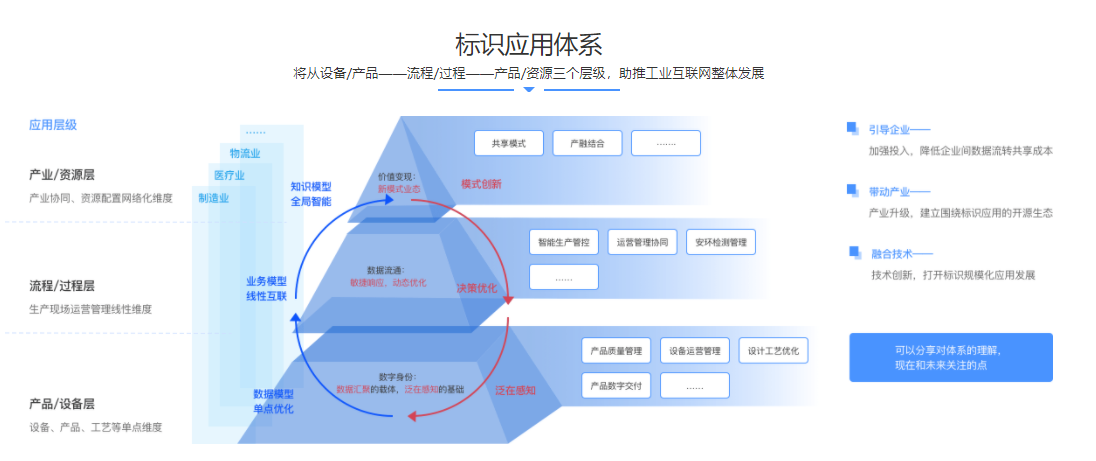 标识应用体系
将从设备/产品——流程/过程——产品/资源三个层级，助推工业互联网整体发展
应用层级
产业/资源层
产业协同、资源配置网络化维度
流程/过程层
生产现场运营管理线性维度
产品/设备层
设备、产品、工艺等单点维度
......
物流业
医疗业
制造业
知识模型
全局智能
业务模型
线性互联
数据模型
单点优化
价值变现：
新模式业态
模式创新
共享模式
产融结合
.......
数据流通：
敏捷响应、动态优化
决策优化
智能生产管控
运营管理协同
安环检测管理
......
数字身份：
数据汇聚的载体，泛在感知的基础
泛在感知
产品质量管理
设备运营管理
设计工艺优化
产品数字交付
......
引导企业——
加强投入，降低企业间数据流转共享成本
带动产业——
产业升级，建立围绕标识应用的开源生态
融合技术——
技术创新，打开标识规模化应用发展
可以分享对体系的理解，
现在和未来关注的点